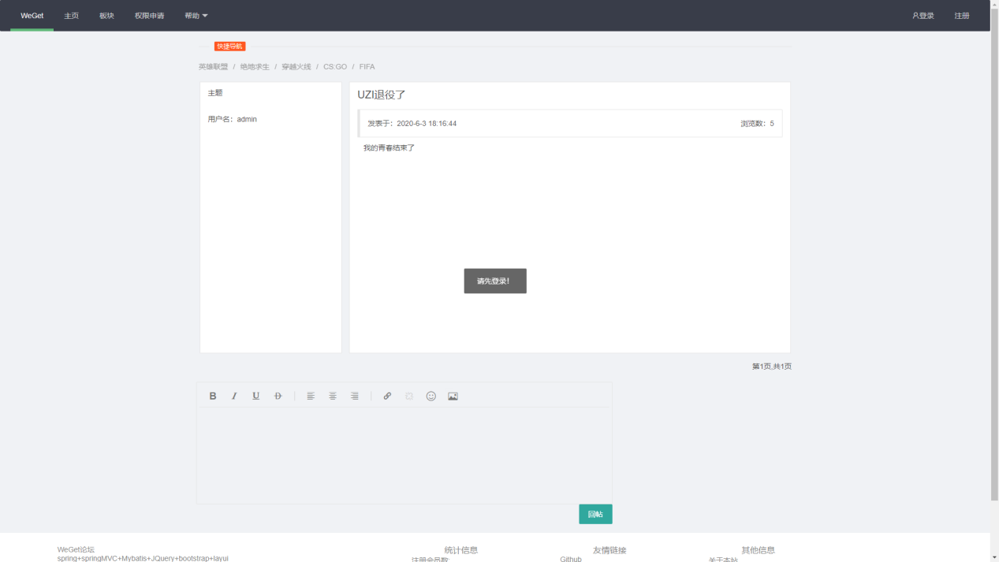 WeGet 主页 板块 权限申请 帮助 登录 注册
快捷导航
英雄联盟 / 绝地求生 / 穿越火线 / CS:GO / FIFA
主题
用户名：admin
UZI退役了
发表于：2020-6-3 18:16:44 浏览数：5
我的青春结束了
请先登录！
第1页,共1页
B I U D
回帖
WeGet论坛 统计信息 友情链接 其他信息
spring+springMVC+Mybatis+JQuery+bootstrap+layui 注册会员数: Github 关于本站